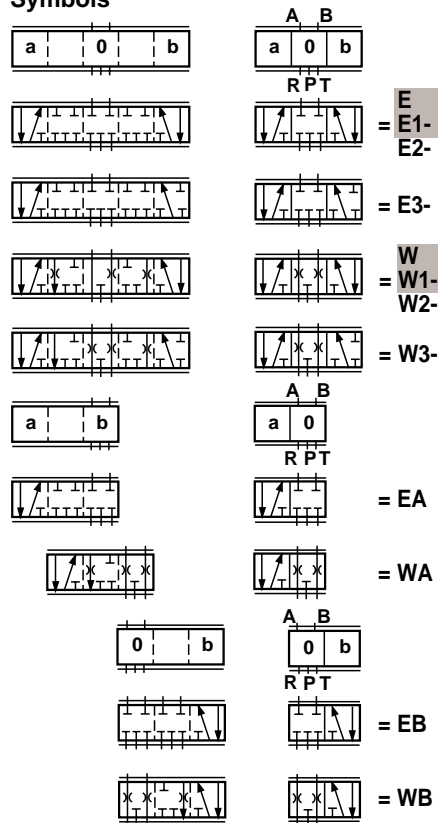 Symbols
A B
a 0 b
a 0 b
R P T
E
= E1-
E2-
= E3-
W
= W1-
W2-
= W3-
A B
a b
a 0
R P T
= EA
= WA
A B
0 b
0 b
R P T
= EB
= WB